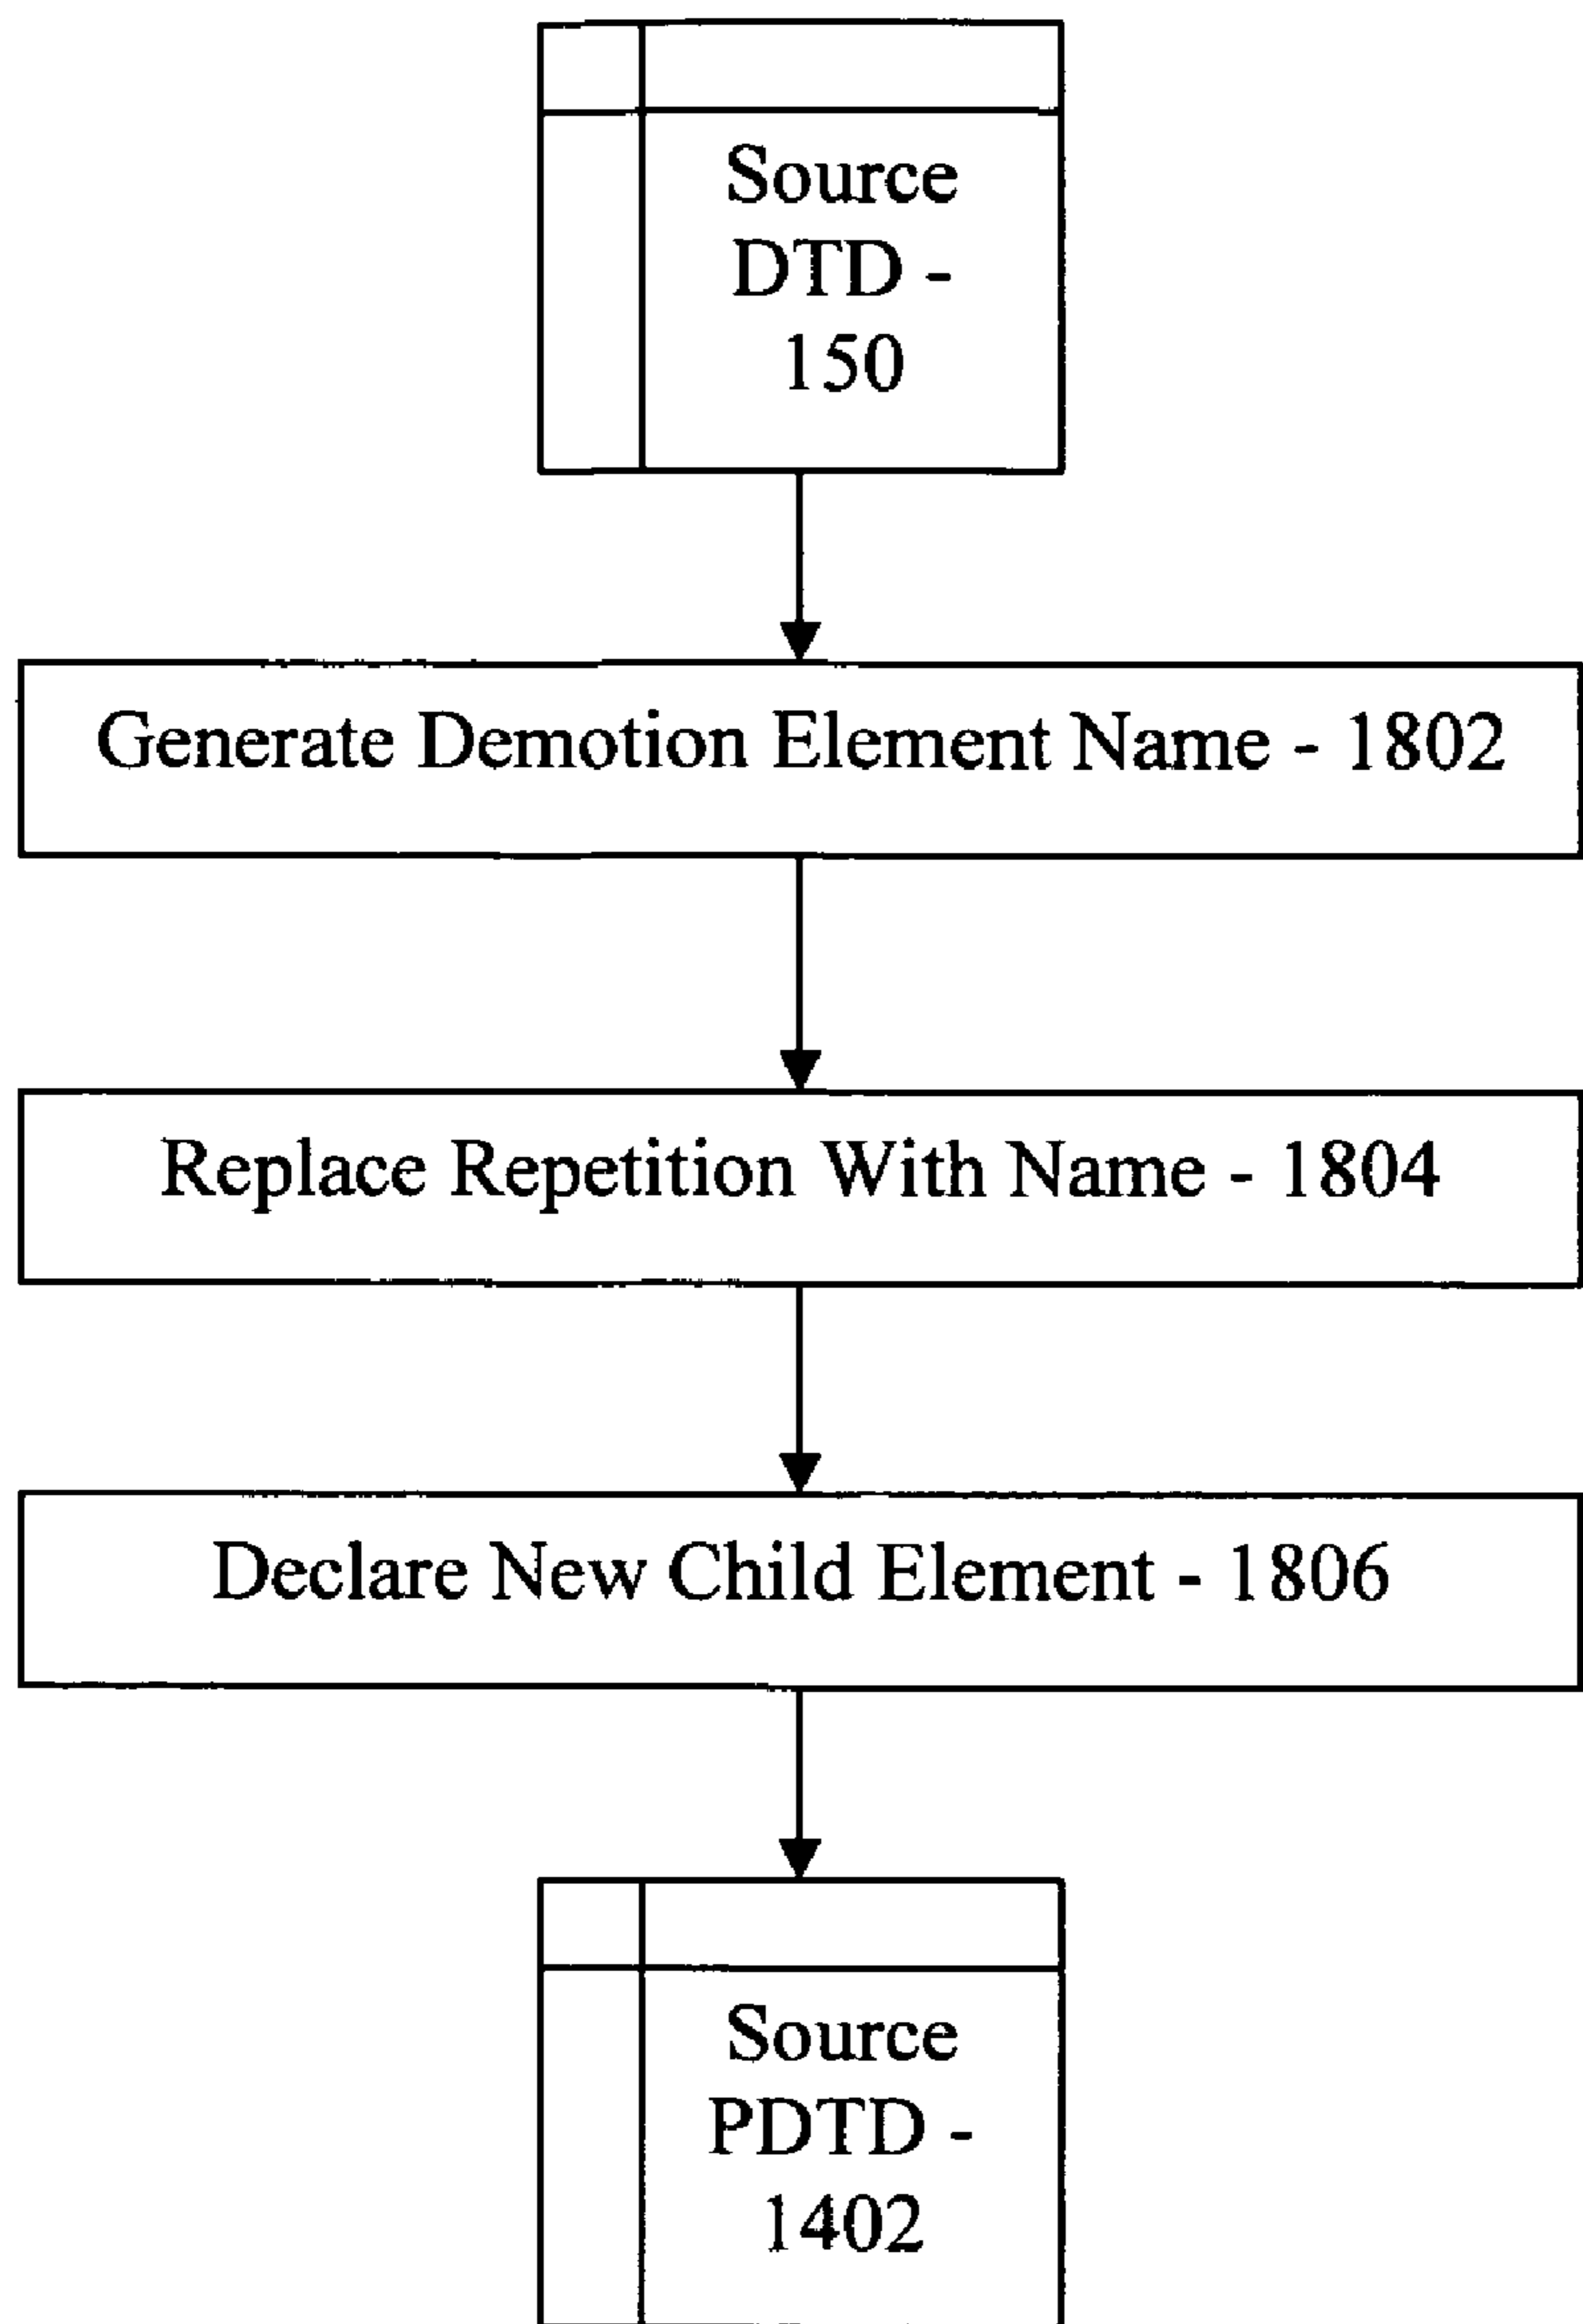 Source
DTD -
150
Generate Demotion Element Name - 1802
Replace Repetition With Name - 1804
Declare New Child Element - 1806
Source
PDTD -
1402